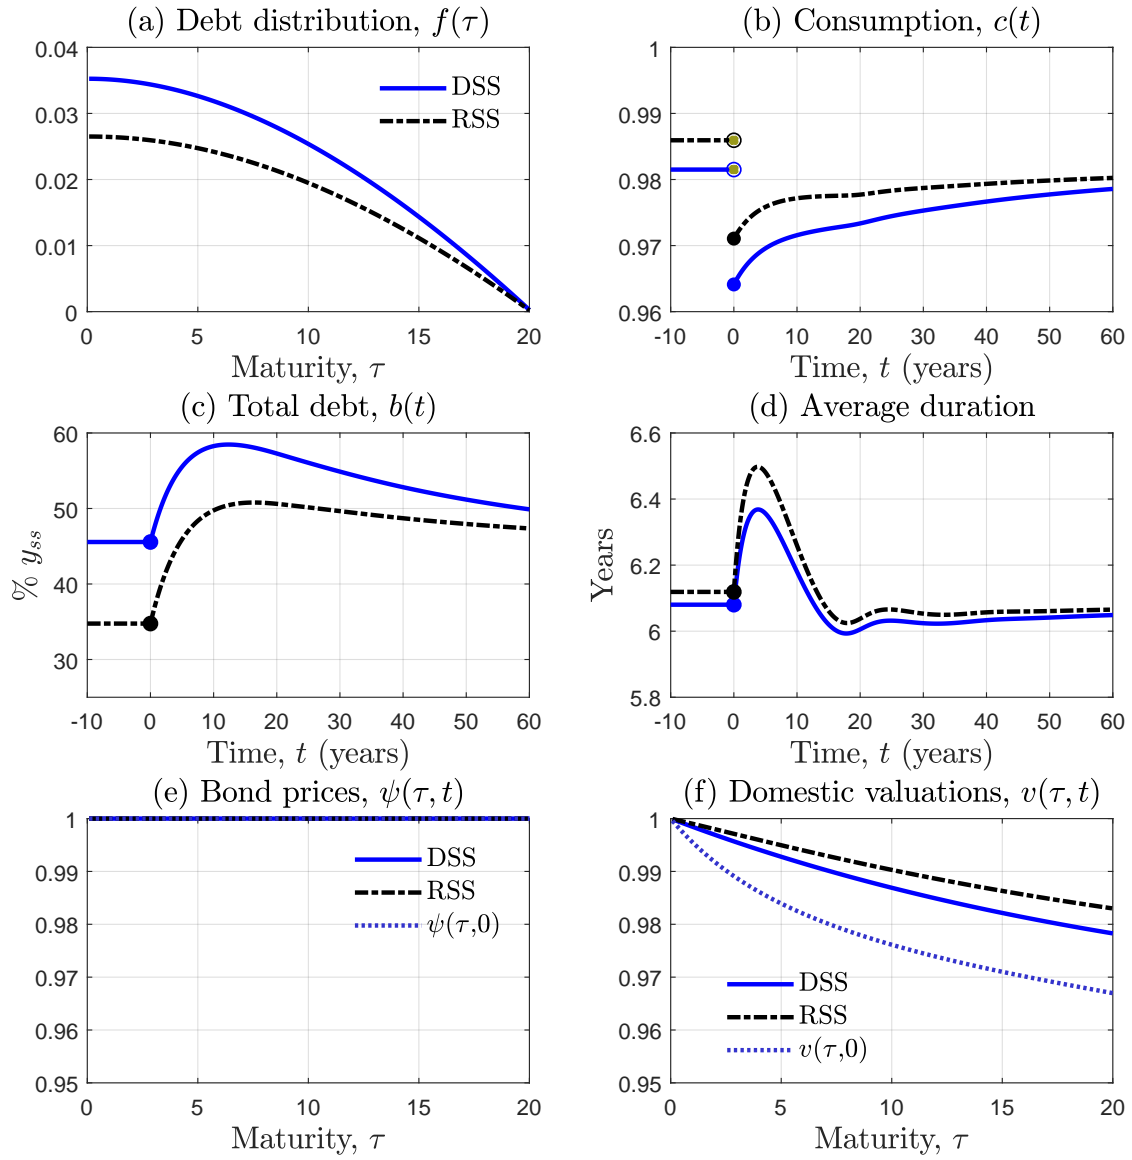 (a) Debt distribution, f(τ)
0.04
0.03
0.02
0.01
0
0 5 10 15 20
Maturity, τ
DSS
RSS
(b) Consumption, c(t)
1
0.99
0.98
0.97
0.96
-10 0 10 20 30 40 50 60
Time, t (years)
(c) Total debt, b(t)
% y_ss
60
50
40
30
-10 0 10 20 30 40 50 60
Time, t (years)
(d) Average duration
Years
6.6
6.4
6.2
6
5.8
-10 0 10 20 30 40 50 60
Time, t (years)
(e) Bond prices, ψ(τ, t)
1
0.99
0.98
0.97
0.96
0.95
DSS
RSS
ψ(τ,0)
0 5 10 15 20
Maturity, τ
(f) Domestic valuations, v(τ, t)
1
0.99
0.98
0.97
0.96
0.95
DSS
RSS
v(τ,0)
0 5 10 15 20
Maturity, τ